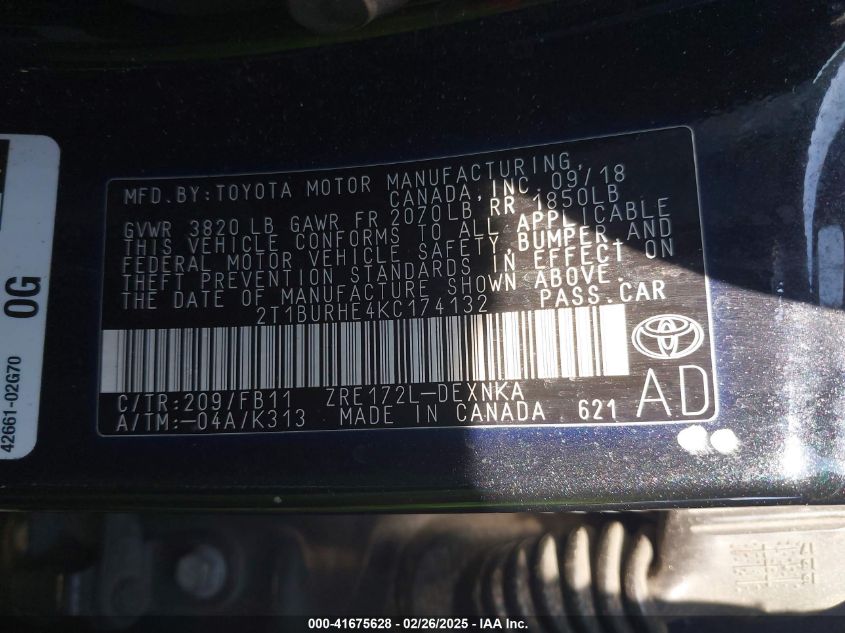 MFD. BY: TOYOTA MOTOR MANUFACTURING,
CANADA, INC. 09/18
GVWR 3820 LB GAWR FR 2070LB RR 1850LB
THIS VEHICLE CONFORMS TO ALL APPLICABLE
FEDERAL MOTOR VEHICLE SAFETY, BUMPER, AND
THEFT PREVENTION STANDARDS IN EFFECT ON
THE DATE OF MANUFACTURE SHOWN ABOVE.
2T1BURHE4KC174132 PASS. CAR
C/TR: 209/FB11 ZRE172L-DEXNKA
A/TM: -04A/K313 MADE IN CANADA 621
AD
0G
42661-02G70
000-41675628 - 02/26/2025 - IAA Inc.